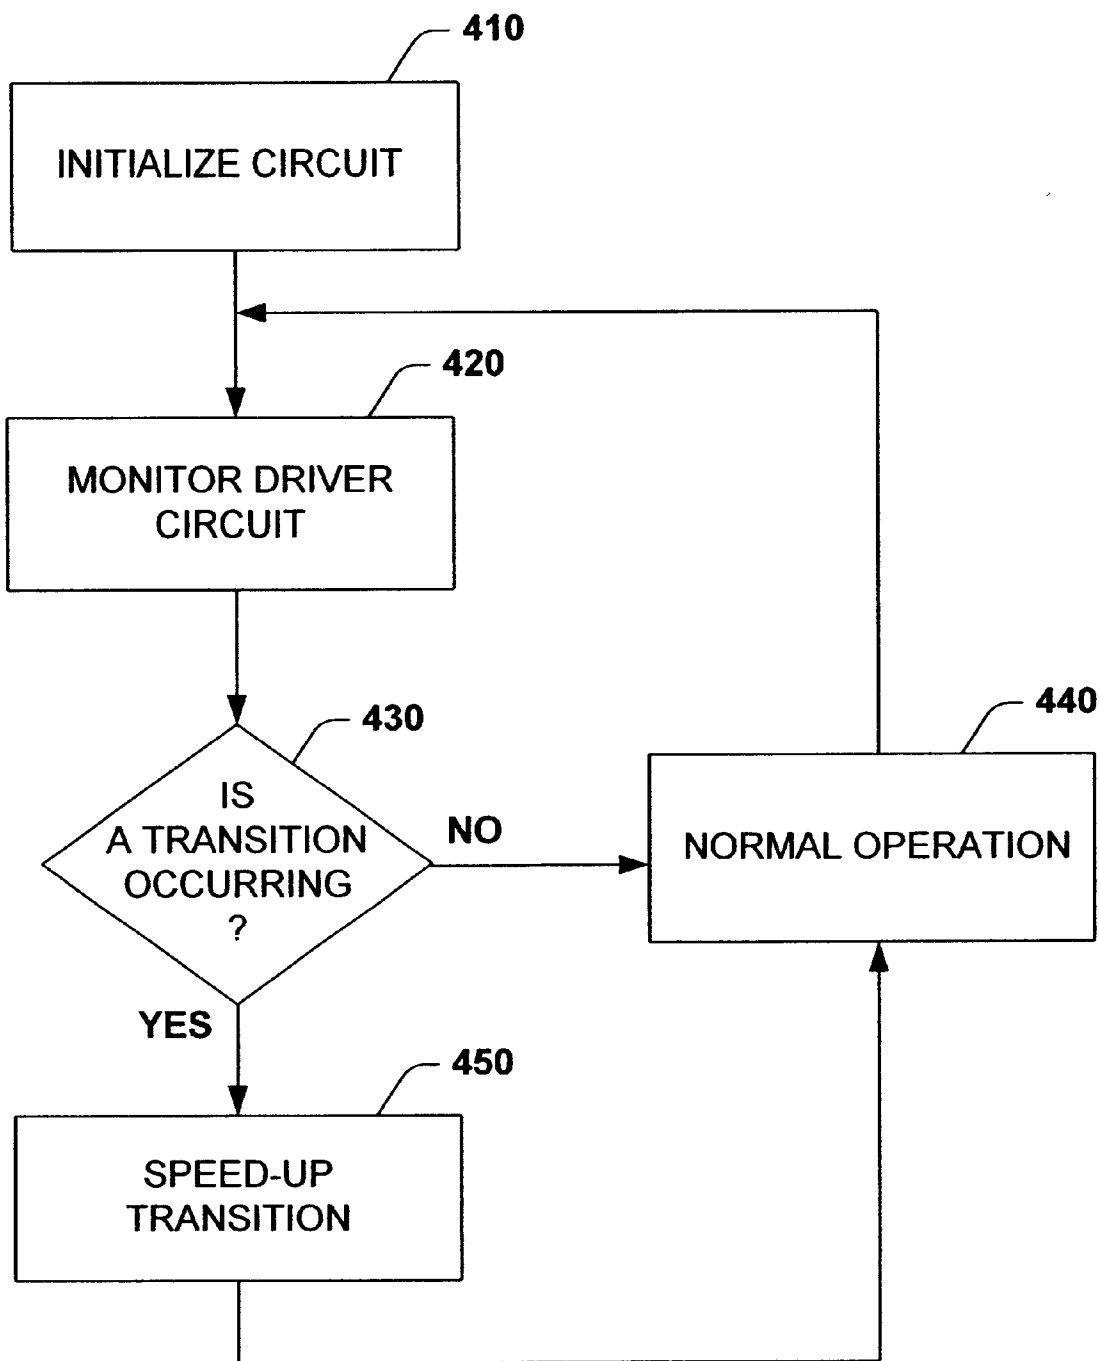 410
INITIALIZE CIRCUIT
420
MONITOR DRIVER
CIRCUIT
430
IS
A TRANSITION
OCCURRING
?
NO
440
NORMAL OPERATION
YES
450
SPEED-UP
TRANSITION